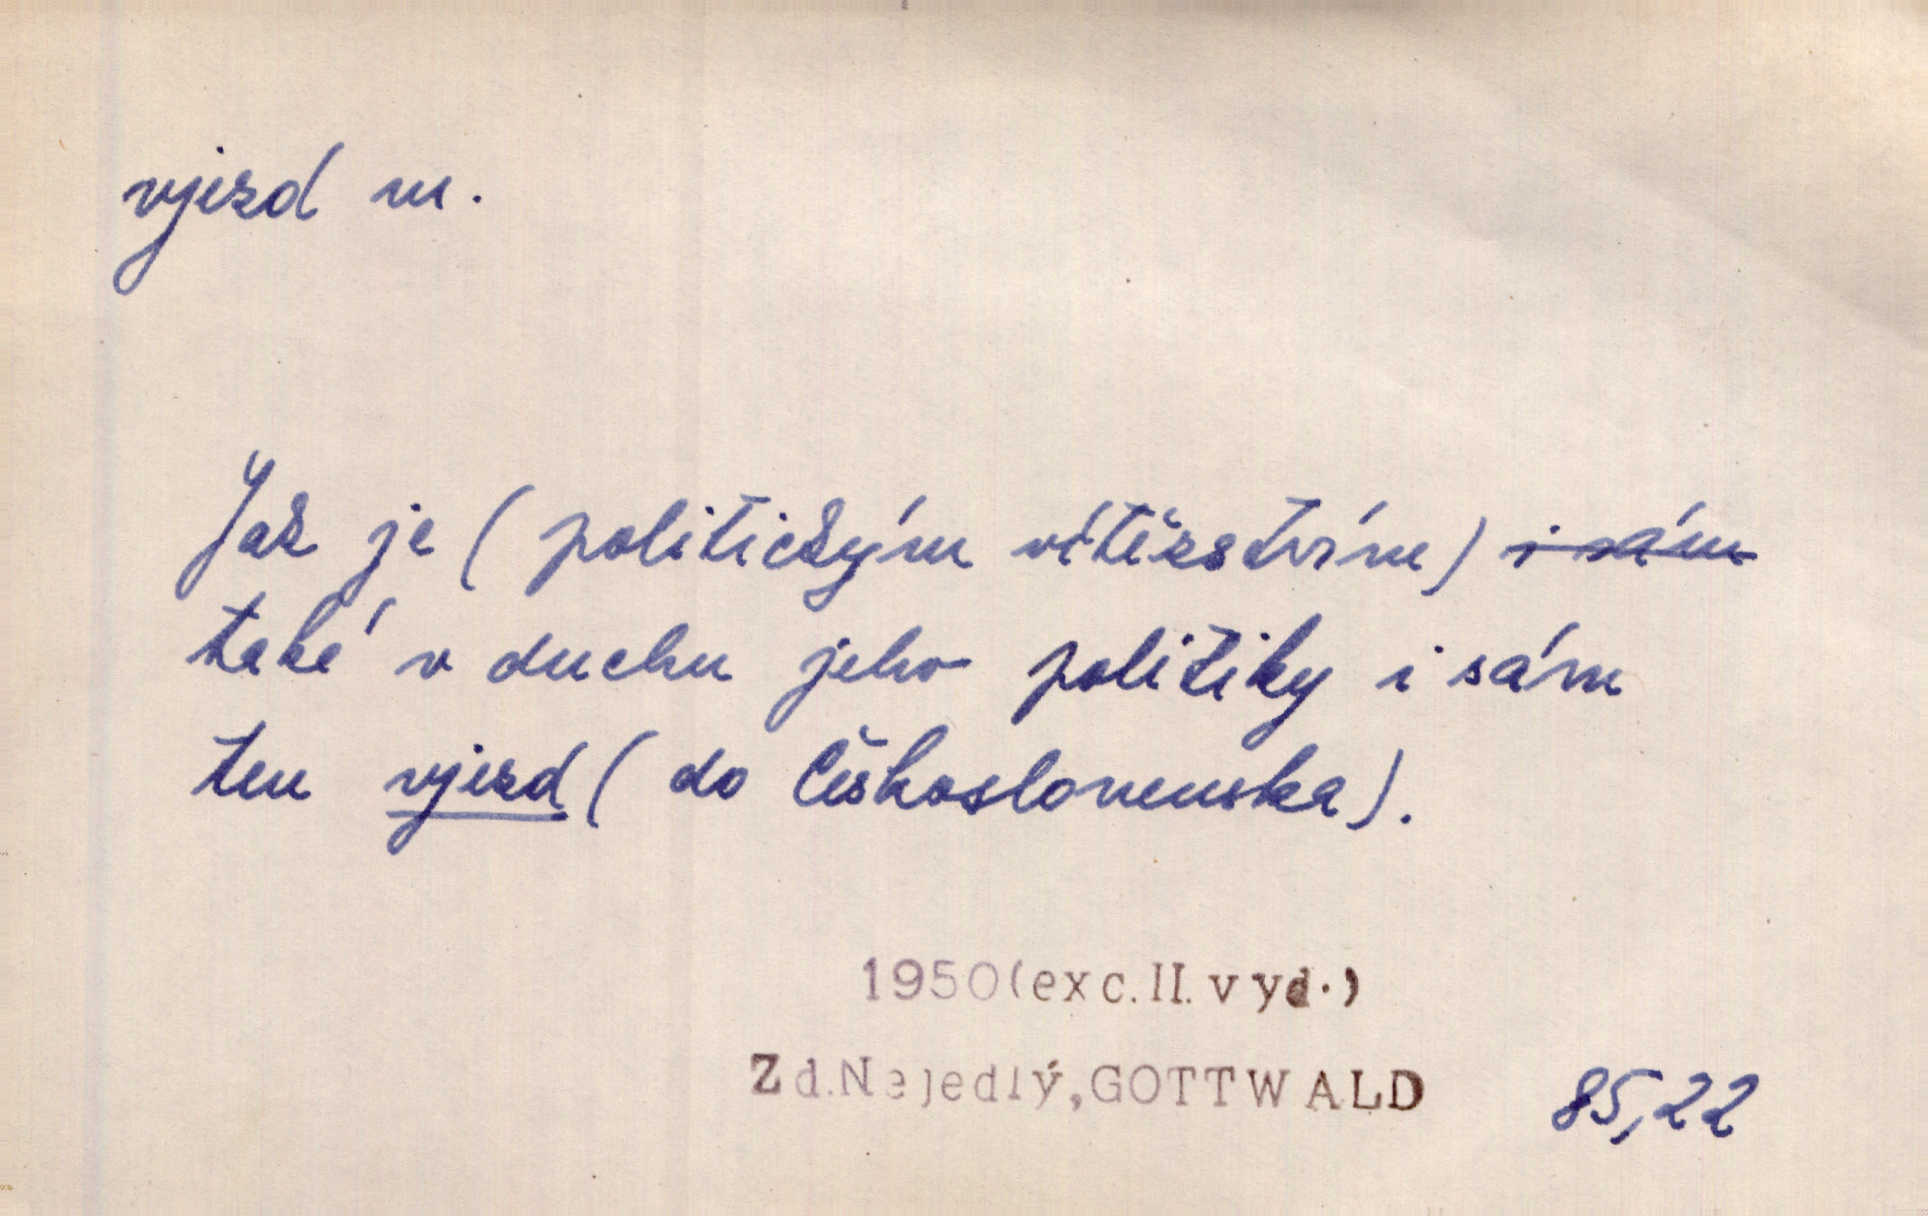 vjezd m.
Jak je (politickým vítězstvím) i sám
také v duchu jeho politiky i sám
ten vjezd (do Československa).
1950(exc.II.vyd.)
Zd.Nejedlý,GOTTWALD 85,22